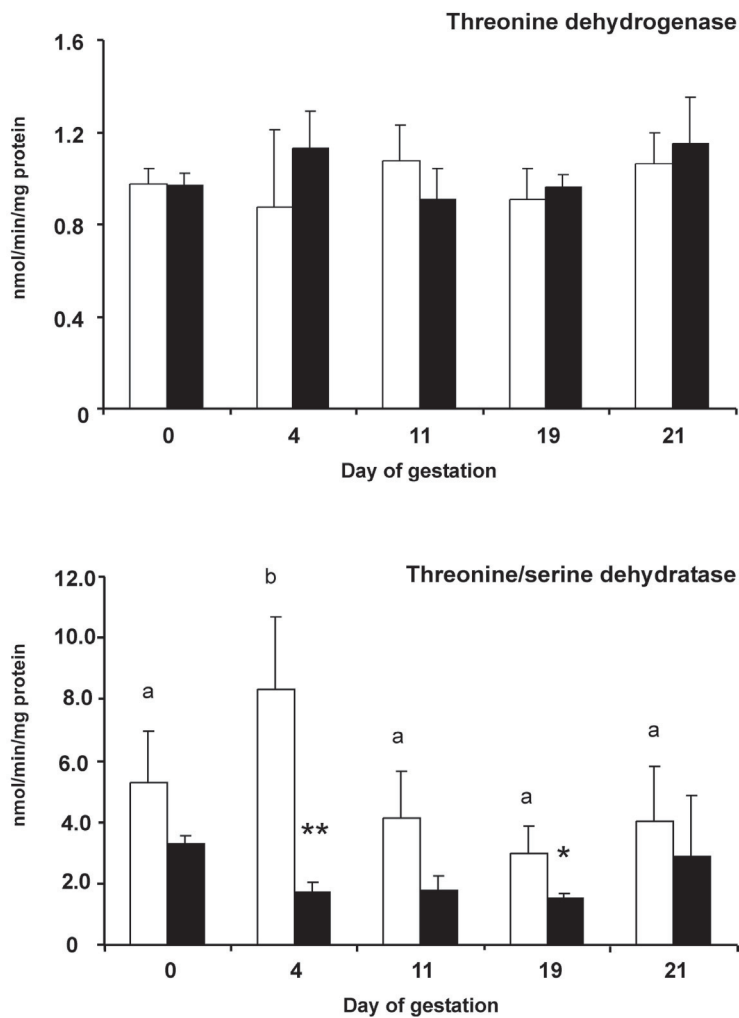 Threonine dehydrogenase
1.6
1.2
0.8
0.4
0
nmol/min/mg protein
0 4 11 19 21
Day of gestation
Threonine/serine dehydratase
12.0
10.0
8.0
6.0
4.0
2.0
0
nmol/min/mg protein
a b a a a
** *
0 4 11 19 21
Day of gestation